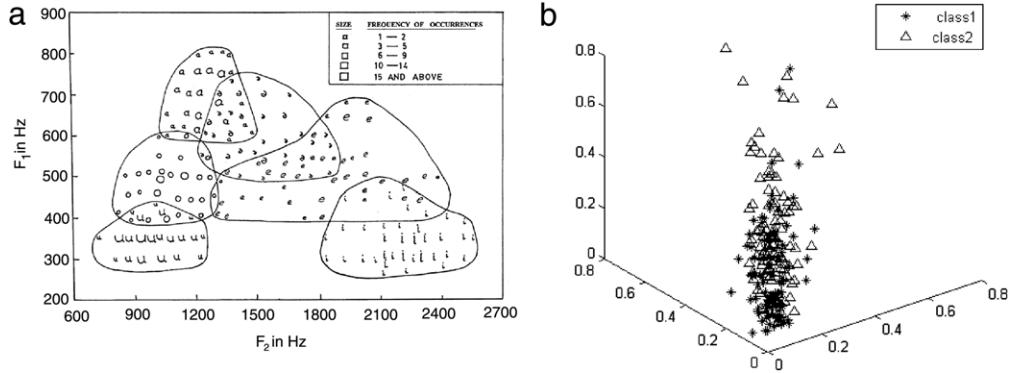 a
900
800
700
600
500
400
300
200
F1 in Hz
600 900 1200 1500 1800 2100 2400 2700
F2 in Hz
SIZE FREQUENCY OF OCCURRENCES
1 — 2
3 — 5
6 — 9
10 — 14
15 AND ABOVE
b
class1
class2
0.8
0.6
0.4
0.2
0
0.8
0.6
0.4
0.2
0
0
0.2
0.4
0.6
0.8